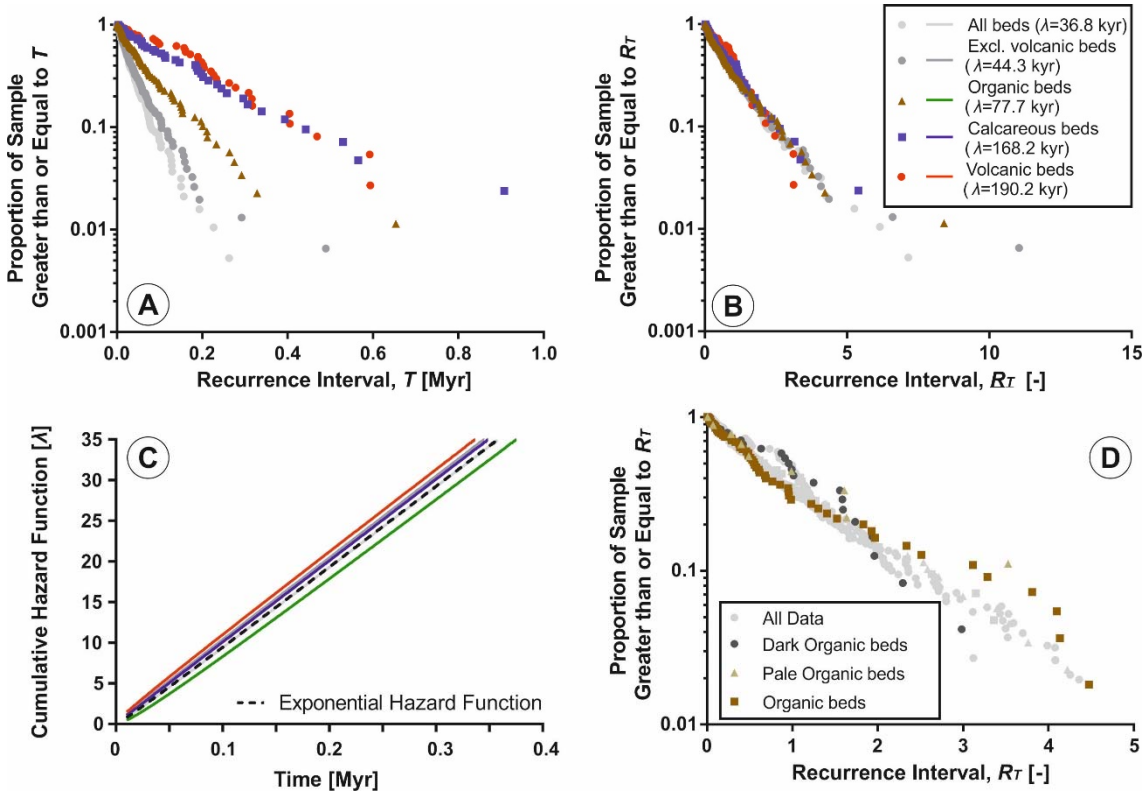 Proportion of Sample
Greater than or Equal to T
1
0.1
0.01
0.001
0.0
0.2
0.4
0.6
0.8
1.0
A
Recurrence Interval, T [Myr]
Proportion of Sample
Greater than or Equal to RT
1
0.1
0.01
0.001
0
5
10
15
B
Recurrence Interval, RT [-]
All beds (λ=36.8 kyr)
Excl. volcanic beds
(λ=44.3 kyr)
Organic beds
(λ=77.7 kyr)
Calcareous beds
(λ=168.2 kyr)
Volcanic beds
(λ=190.2 kyr)
Cumulative Hazard Function [λ]
35
30
25
20
15
10
5
0
0
0.1
0.2
0.3
0.4
C
Exponential Hazard Function
Time [Myr]
Proportion of Sample
Greater than or Equal to RT
1
0.1
0.01
0
1
2
3
4
5
D
All Data
Dark Organic beds
Pale Organic beds
Organic beds
Recurrence Interval, RT [-]